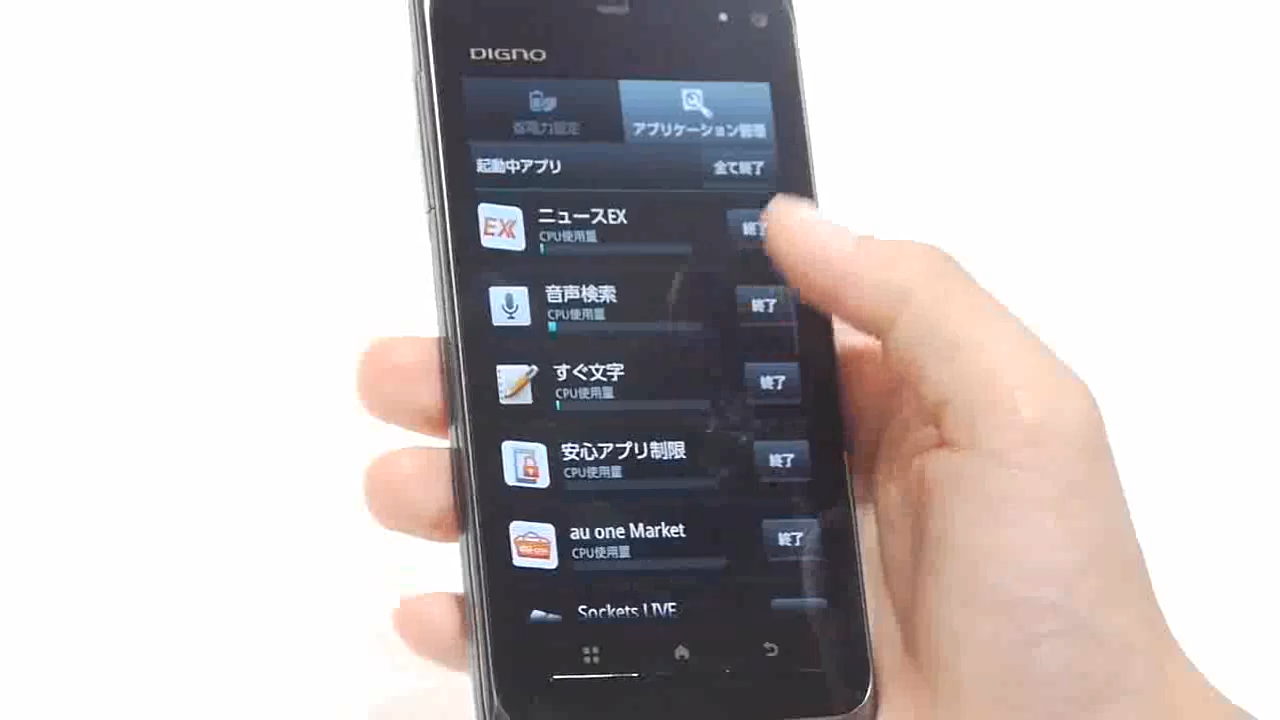 DIGNO
省電力設定
アプリケーション管理
起動中アプリ
全て終了
EX
ニュースEX
CPU使用量
終了
音声検索
CPU使用量
終了
すぐ文字
CPU使用量
終了
安心アプリ制限
CPU使用量
終了
au one Market
CPU使用量
終了
Sockets LIVE